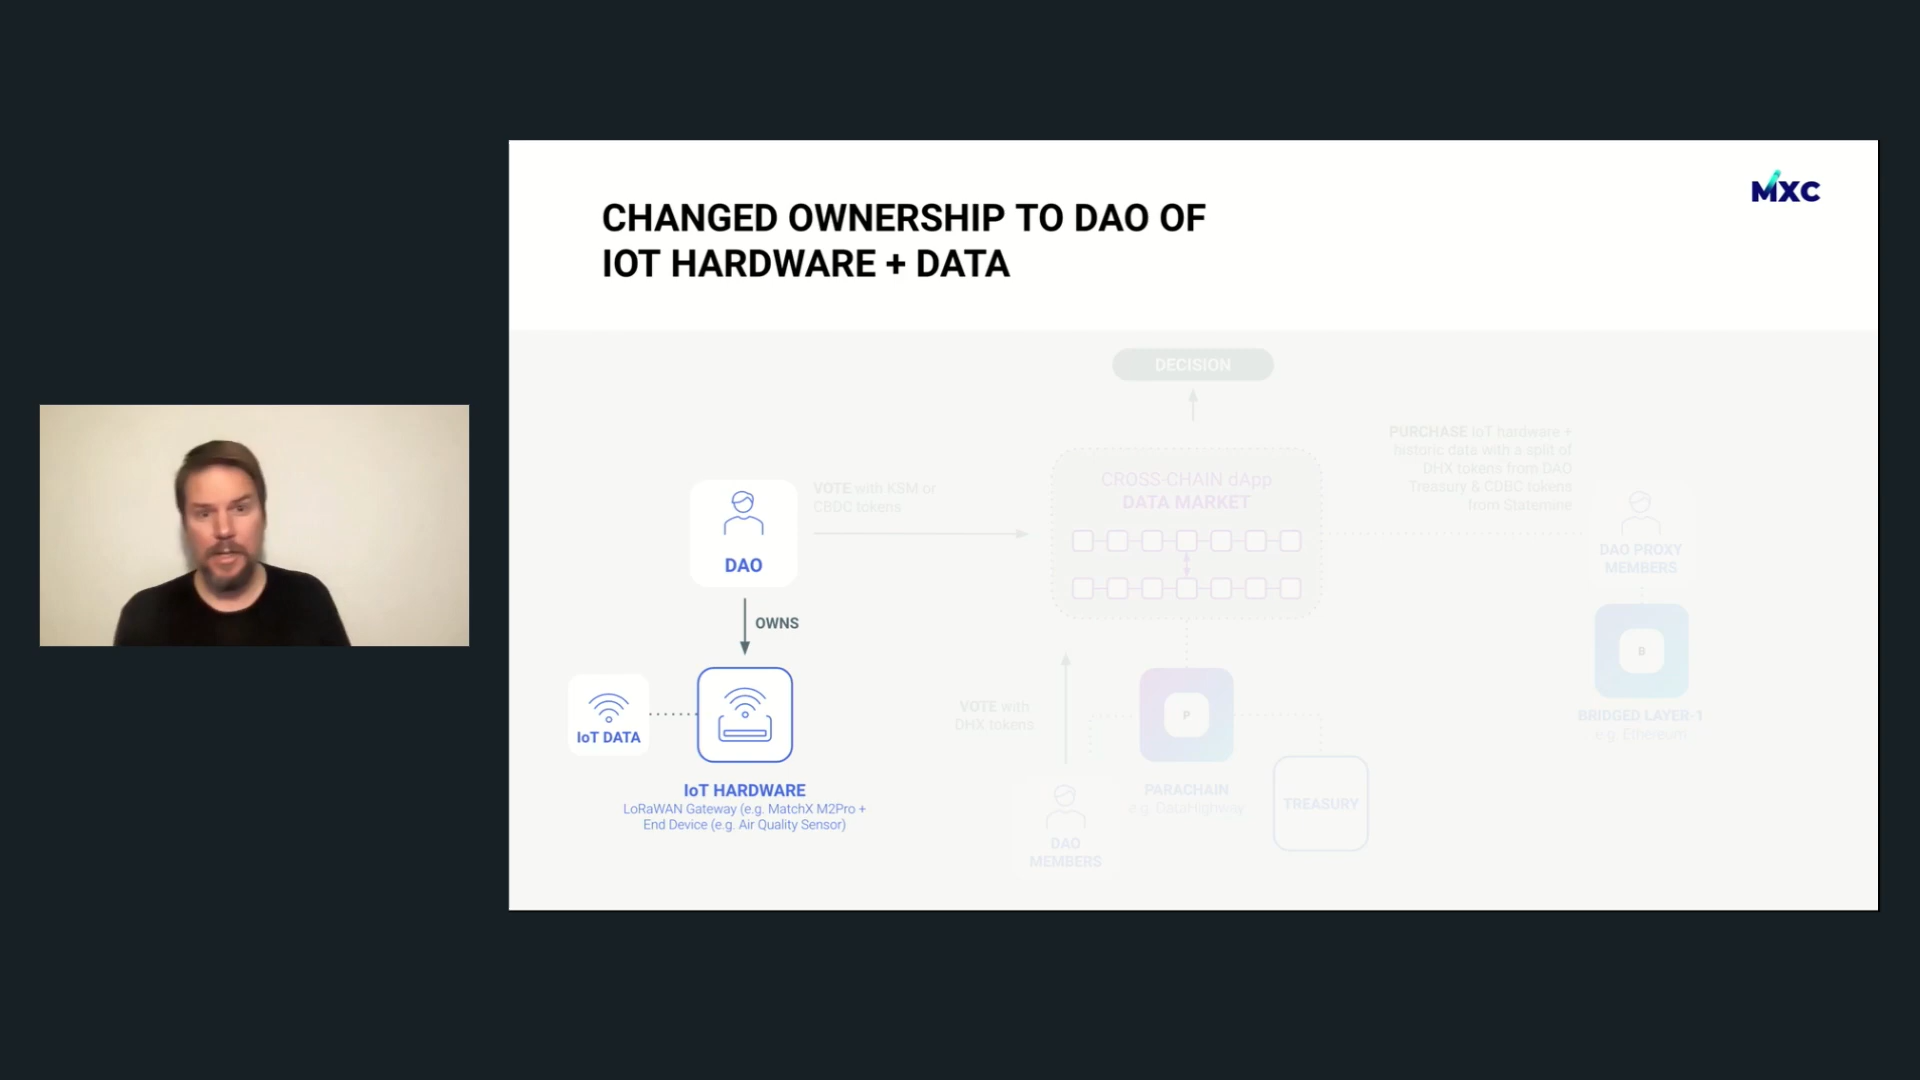 MXC
CHANGED OWNERSHIP TO DAO OF
IOT HARDWARE + DATA
DECISION
PURCHASE IoT hardware +
historic data with a split of
DHX tokens from DAO
Treasury & CDBC tokens
from Statemine
CROSS-CHAIN dApp
DATA MARKET
VOTE with KSM or
CBDC tokens
DAO
DAO PROXY
MEMBERS
OWNS
B
BRIDGED LAYER-1
e.g. Ethereum
IoT DATA
VOTE with
DHX tokens
P
IoT HARDWARE
LoRaWAN Gateway (e.g. MatchX M2Pro +
End Device (e.g. Air Quality Sensor)
PARACHAIN
e.g. DataHighway
TREASURY
DAO
MEMBERS